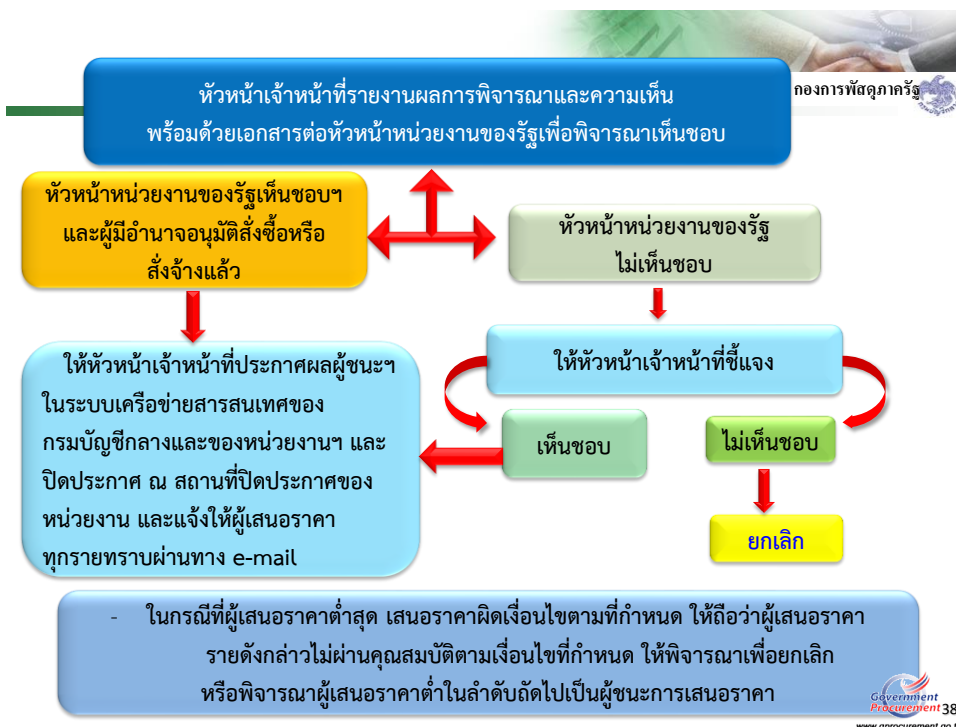 กองการพัสดุภาครัฐ
หัวหน้าเจ้าหน้าที่รายงานผลการพิจารณาและความเห็น
พร้อมด้วยเอกสารต่อหัวหน้าหน่วยงานของรัฐเพื่อพิจารณาเห็นชอบ
หัวหน้าหน่วยงานของรัฐเห็นชอบฯ
และผู้มีอำนาจอนุมัติสั่งซื้อหรือ
สั่งจ้างแล้ว
หัวหน้าหน่วยงานของรัฐ
ไม่เห็นชอบ
ให้หัวหน้าเจ้าหน้าที่ประกาศผลผู้ชนะฯ
ในระบบเครือข่ายสารสนเทศของ
กรมบัญชีกลางและของหน่วยงานฯ และ
ปิดประกาศ ณ สถานที่ปิดประกาศของ
หน่วยงาน และแจ้งให้ผู้เสนอราคา
ทุกรายทราบผ่านทาง e-mail
ให้หัวหน้าเจ้าหน้าที่ชี้แจง
เห็นชอบ
ไม่เห็นชอบ
ยกเลิก
- ในกรณีที่ผู้เสนอราคาต่ำสุด เสนอราคาผิดเงื่อนไขตามที่กำหนด ให้ถือว่าผู้เสนอราคา
รายดังกล่าวไม่ผ่านคุณสมบัติตามเงื่อนไขที่กำหนด ให้พิจารณาเพื่อยกเลิก
หรือพิจารณาผู้เสนอราคาต่ำในลำดับถัดไปเป็นผู้ชนะการเสนอราคา
Government
Procurement 38